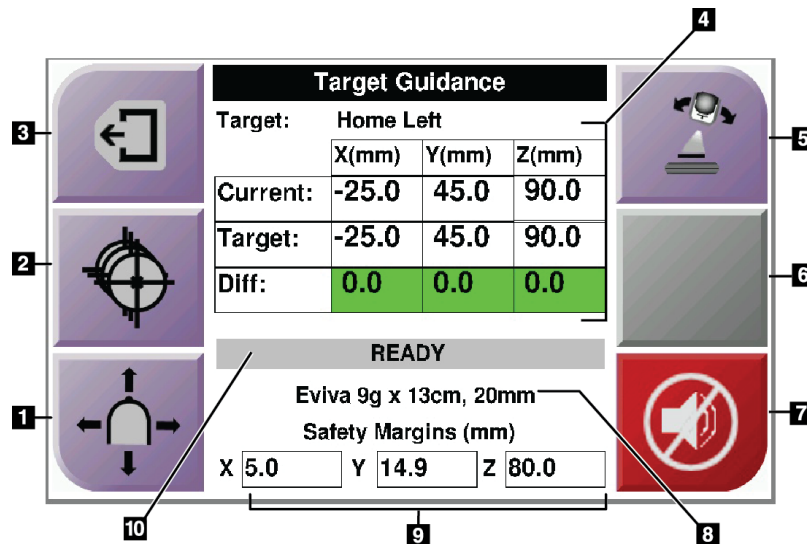 4
Target Guidance
Target: Home Left
X(mm) Y(mm) Z(mm)
Current: -25.0 45.0 90.0
Target: -25.0 45.0 90.0
Diff: 0.0 0.0 0.0
READY
Eviva 9g x 13cm, 20mm
Safety Margins (mm)
X 5.0 Y 14.9 Z 80.0
3
2
1
5
6
7
10
9
8